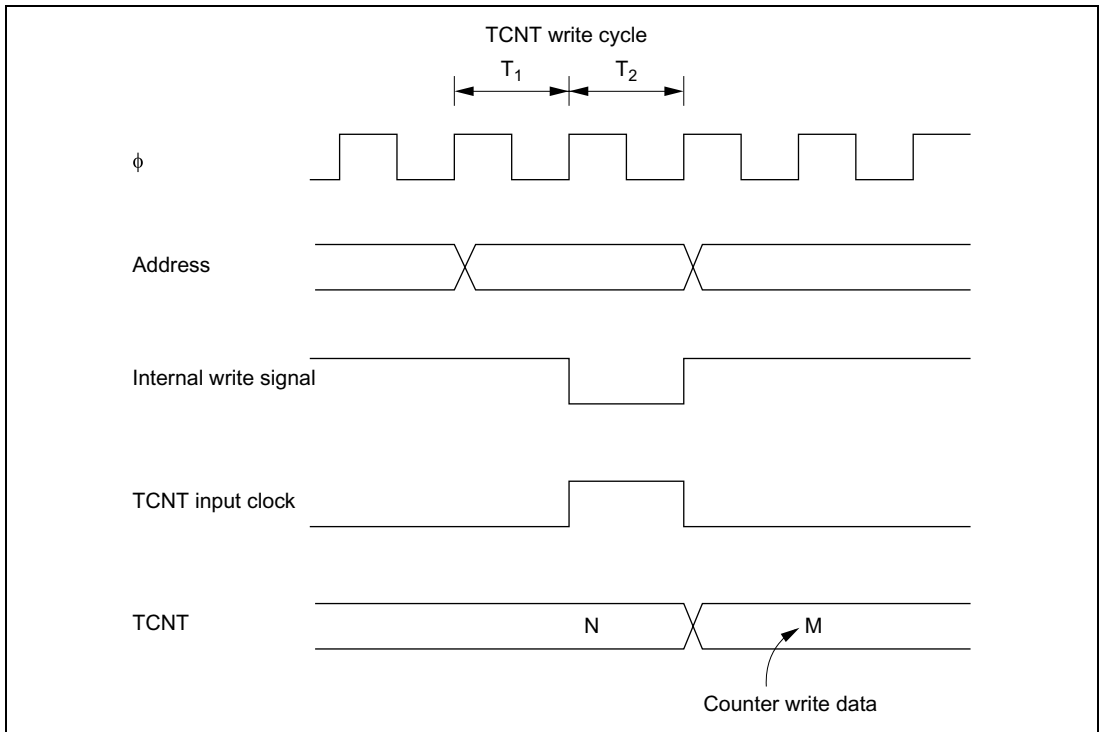 TCNT write cycle
T1 T2
ϕ
Address
Internal write signal
TCNT input clock
TCNT N M
Counter write data